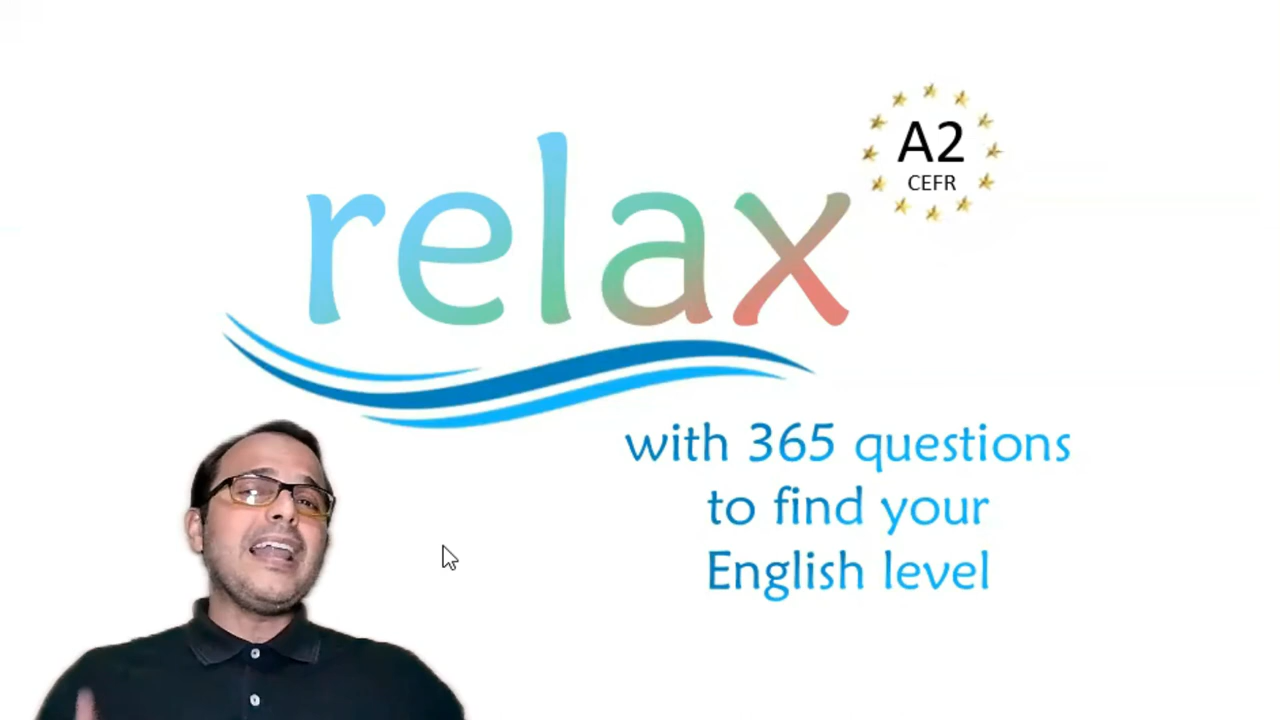 relax
A2
CEFR
with 365 questions
to find your
English level